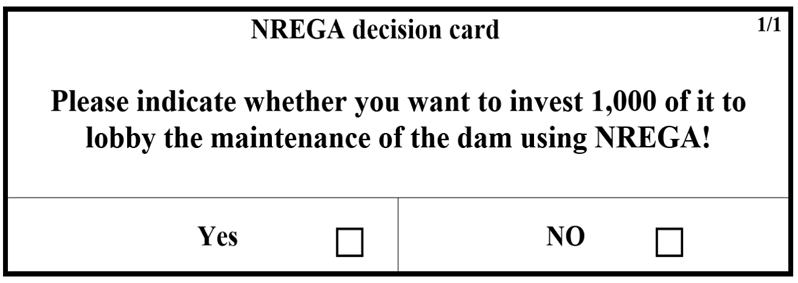 NREGA decision card 1/1
Please indicate whether you want to invest 1,000 of it to
lobby the maintenance of the dam using NREGA!
Yes NO